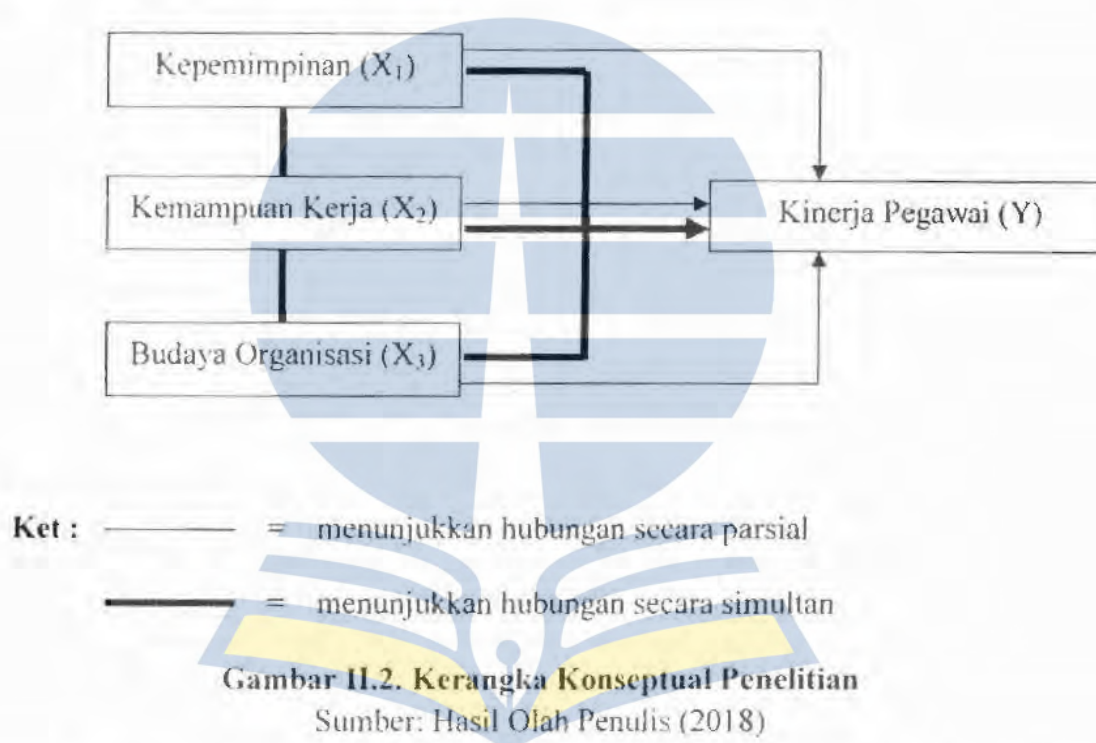 Kepemimpinan (X₁)
Kemampuan Kerja (X₂)
Kinerja Pegawai (Y)
Budaya Organisasi (X₃)
Ket : = menunjukkan hubungan secara parsial
= menunjukkan hubungan secara simultan
Gambar II.2. Kerangka Konseptual Penelitian
Sumber: Hasil Olah Penulis (2018)